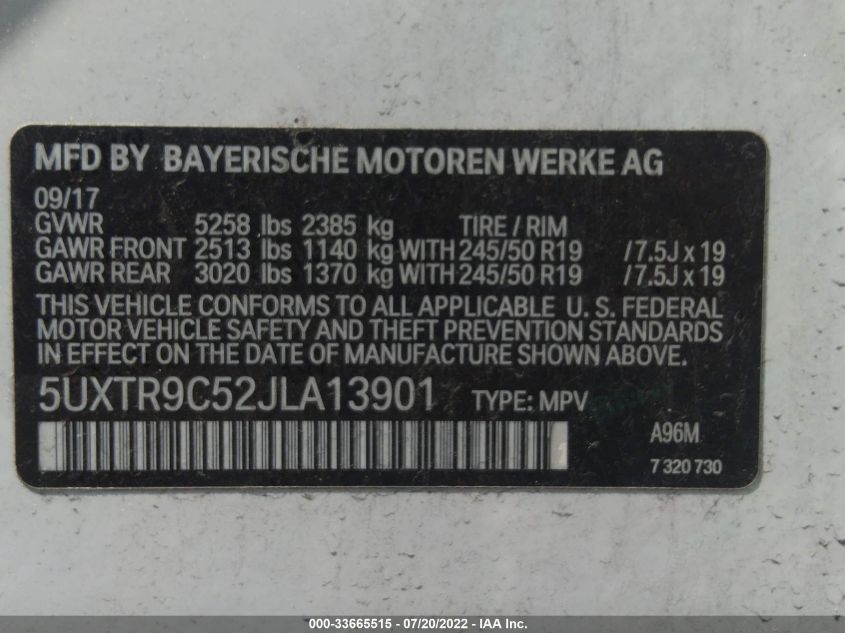 MFD BY BAYERISCHE MOTOREN WERKE AG
09/17
GVWR 5258 lbs 2385 kg TIRE / RIM
GAWR FRONT 2513 lbs 1140 kg WITH 245/50 R19 /7.5J x 19
GAWR REAR 3020 lbs 1370 kg WITH 245/50 R19 /7.5J x 19
THIS VEHICLE CONFORMS TO ALL APPLICABLE U. S. FEDERAL
MOTOR VEHICLE SAFETY AND THEFT PREVENTION STANDARDS
IN EFFECT ON THE DATE OF MANUFACTURE SHOWN ABOVE.
5UXTR9C52JLA13901 TYPE: MPV
A96M
7 320 730
000-33665515 - 07/20/2022 - IAAI Inc.